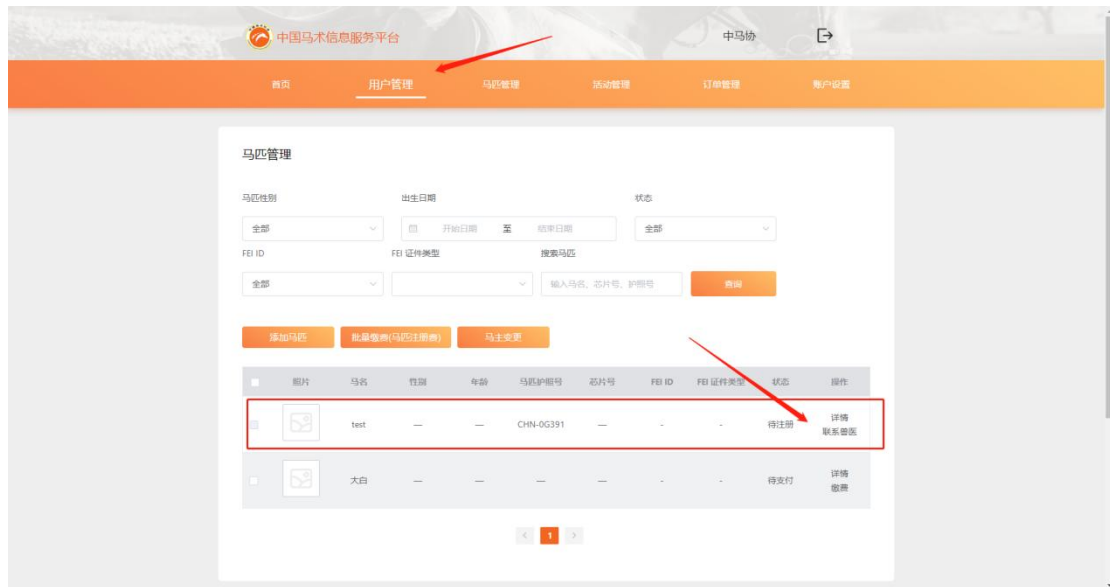 中国马术信息服务平台 中马协
首页 用户管理 马匹管理 活动管理 订单管理 账户设置
马匹管理
马匹性别 出生日期 状态
全部 开始日期 至 结束日期 全部
FEI ID FEI 证件类型 搜索马匹
全部 输入马名、芯片号、护照号 查询
添加马匹 批量缴费(马匹注册费) 马主变更
照片 马名 性别 年龄 马匹护照号 芯片号 FEI ID FEI 证件类型 状态 操作
test — — CHN-0G391 — - - 待注册 详情
联系兽医
大白 — — — — - - 待支付 详情
缴费
< 1 >